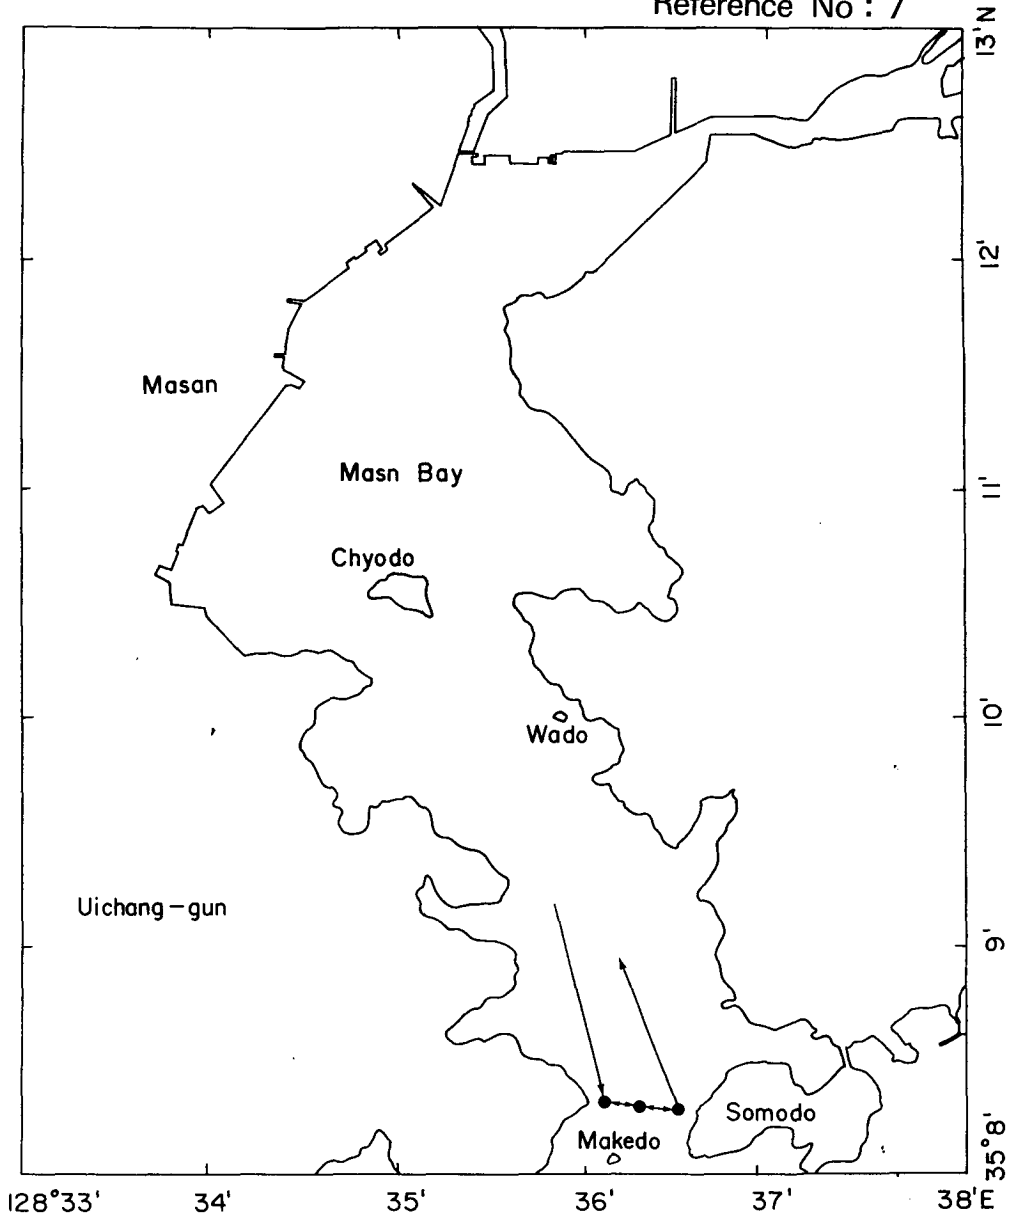 Reference No : 7
13' N
12'
Masan
Masn Bay
11'
Chyodo
10'
Wado
Uichang-gun
9'
Somodo
Makedo
35°8'
128°33' 34' 35' 36' 37' 38'E